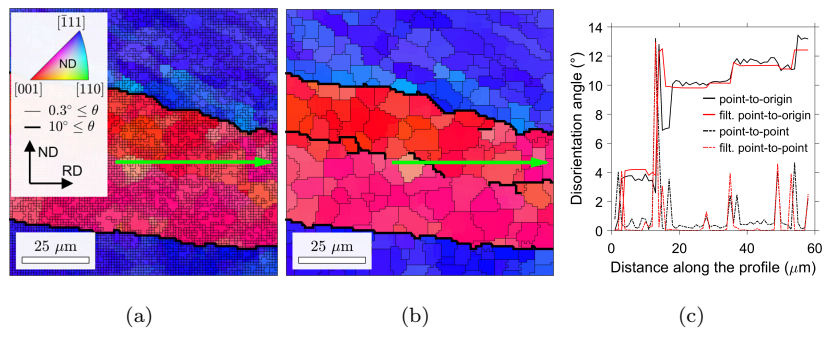 [1̄11]
ND
[001] [110]
0.3° ≤ θ
10° ≤ θ
ND
RD
25 μm
25 μm
Disorientation angle (°)
14
12
10
8
6
4
2
0
point-to-origin
filt. point-to-origin
point-to-point
filt. point-to-point
0 20 40 60
Distance along the profile (μm)
(a) (b) (c)